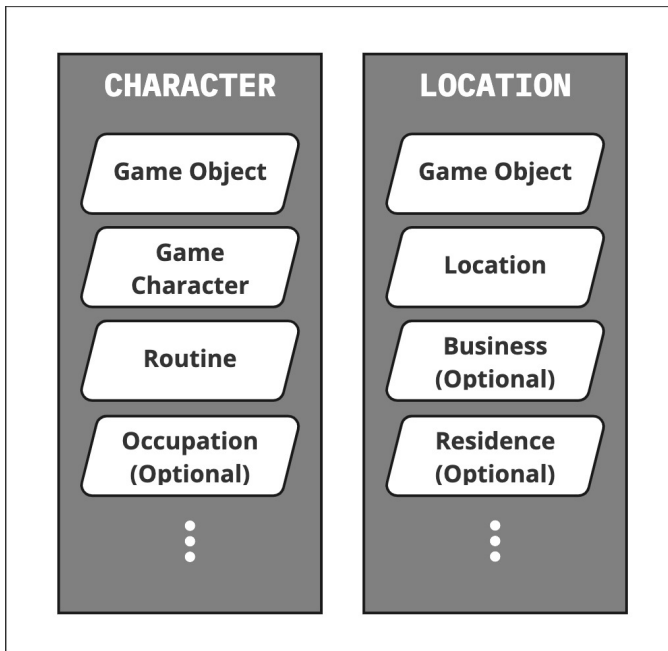 CHARACTER
Game Object
Game
Character
Routine
Occupation
(Optional)
LOCATION
Game Object
Location
Business
(Optional)
Residence
(Optional)